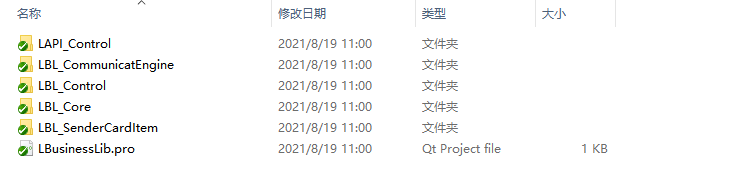 名称 修改日期 类型 大小
LAPI_Control 2021/8/19 11:00 文件夹
LBL_CommunicatEngine 2021/8/19 11:00 文件夹
LBL_Control 2021/8/19 11:00 文件夹
LBL_Core 2021/8/19 11:00 文件夹
LBL_SenderCardItem 2021/8/19 11:00 文件夹
LBusinessLib.pro 2021/8/19 11:00 Qt Project file 1 KB